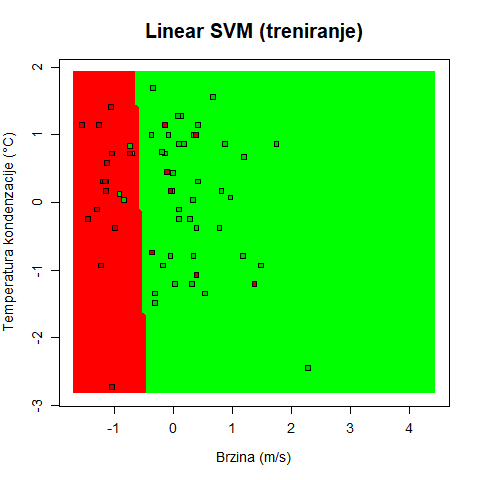 Linear SVM (treniranje)
Temperatura kondenzacije (°C)
2
1
0
-1
-2
-3
-1 0 1 2 3 4
Brzina (m/s)